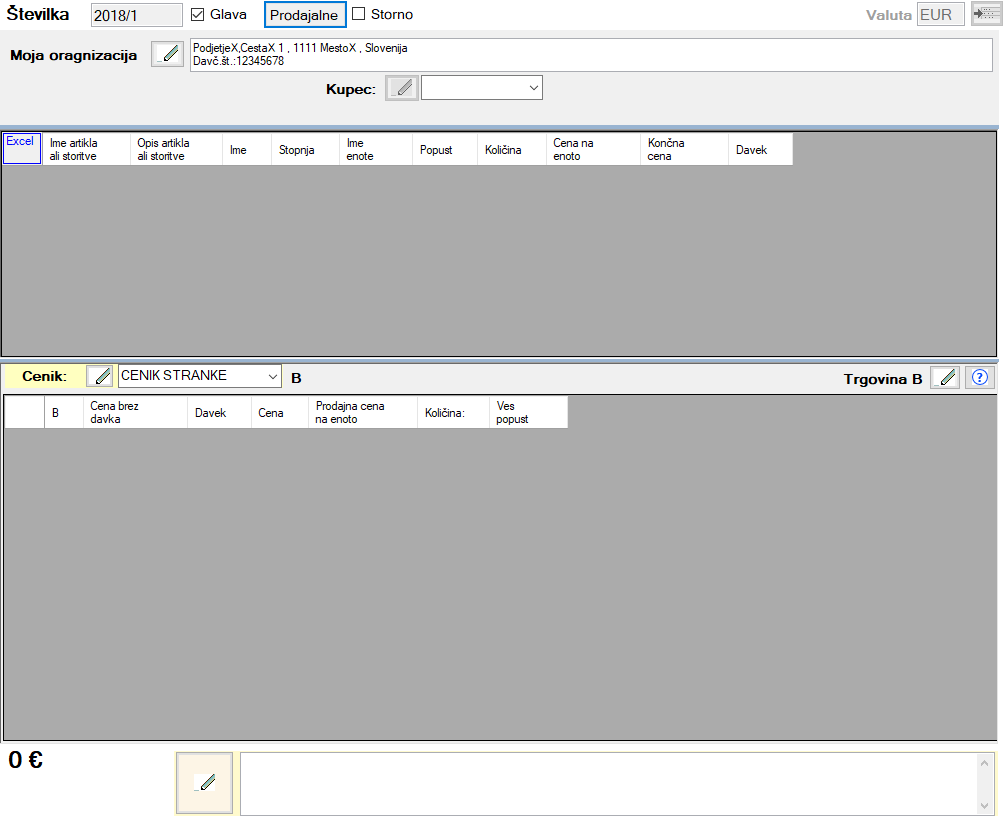 Številka 2018/1 Glava Prodajalne Storno Valuta EUR
Moja oragnizacija PodjetjeX,CestaX 1 , 1111 MestoX , Slovenija
Davč.št.:12345678
Kupec:
Excel Ime artikla ali storitve Opis artikla ali storitve Ime Stopnja Ime enote Popust Količina Cena na enoto Končna cena Davek
Cenik: CENIK STRANKE B Trgovina B ?
B Cena brez davka Davek Cena Prodajna cena na enoto Količina: Ves popust
0 €